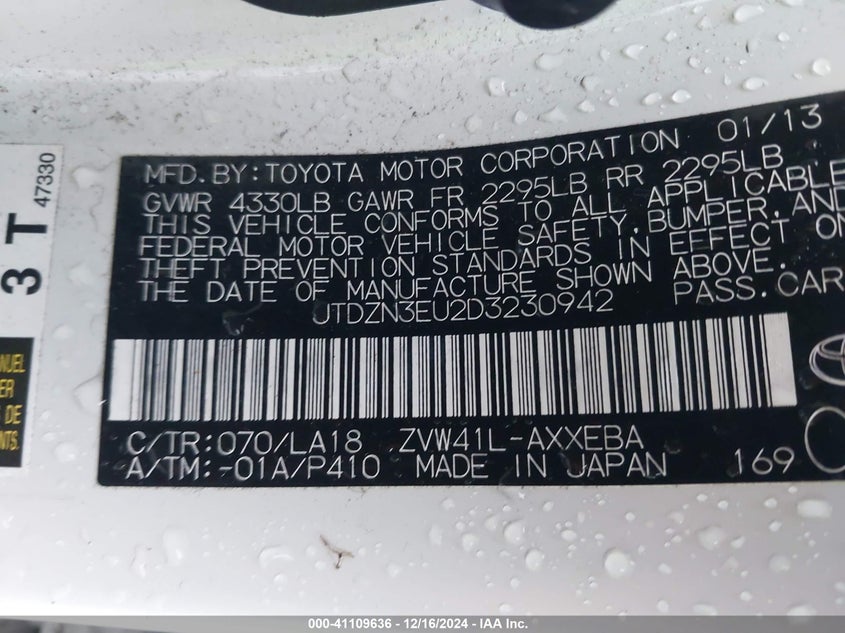 MFD. BY: TOYOTA MOTOR CORPORATION 01/13
GVWR 4330LB GAWR FR 2295LB RR 2295LB
THIS VEHICLE CONFORMS TO ALL APPLICABLE
FEDERAL MOTOR VEHICLE SAFETY, BUMPER, AND
THEFT PREVENTION STANDARDS IN EFFECT ON
THE DATE OF MANUFACTURE SHOWN ABOVE.
JTDZN3EU2D3230942 PASS. CAR
C/TR: 070/LA18 ZVW41L-AXXEBA
A/TM: -01A/P410 MADE IN JAPAN 169
3 T
47330
DE
000-41109636 - 12/16/2024 - IAA Inc.